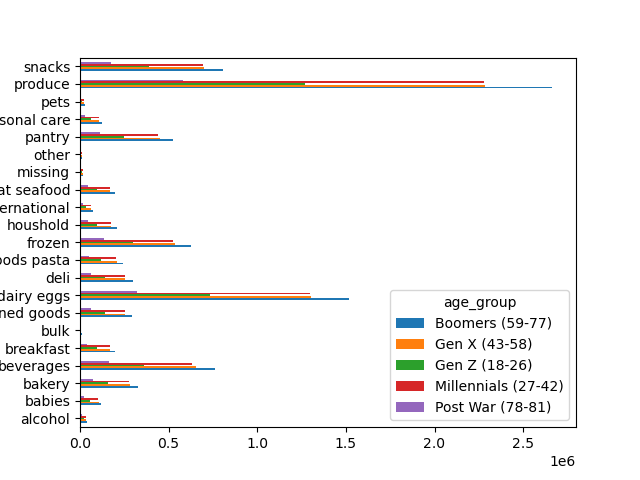 snacks
produce
pets
sonal care
pantry
other
missing
at seafood
ernational
houshold
frozen
oods pasta
deli
dairy eggs
ned goods
bulk
breakfast
beverages
bakery
babies
alcohol
age_group
Boomers (59-77)
Gen X (43-58)
Gen Z (18-26)
Millennials (27-42)
Post War (78-81)
0.0 0.5 1.0 1.5 2.0 2.5
1e6